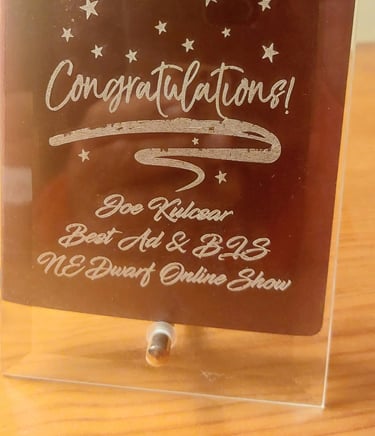 Congratulations!
Joe Kulcsar
Best Ad & BIS
NE Dwarf Online Show